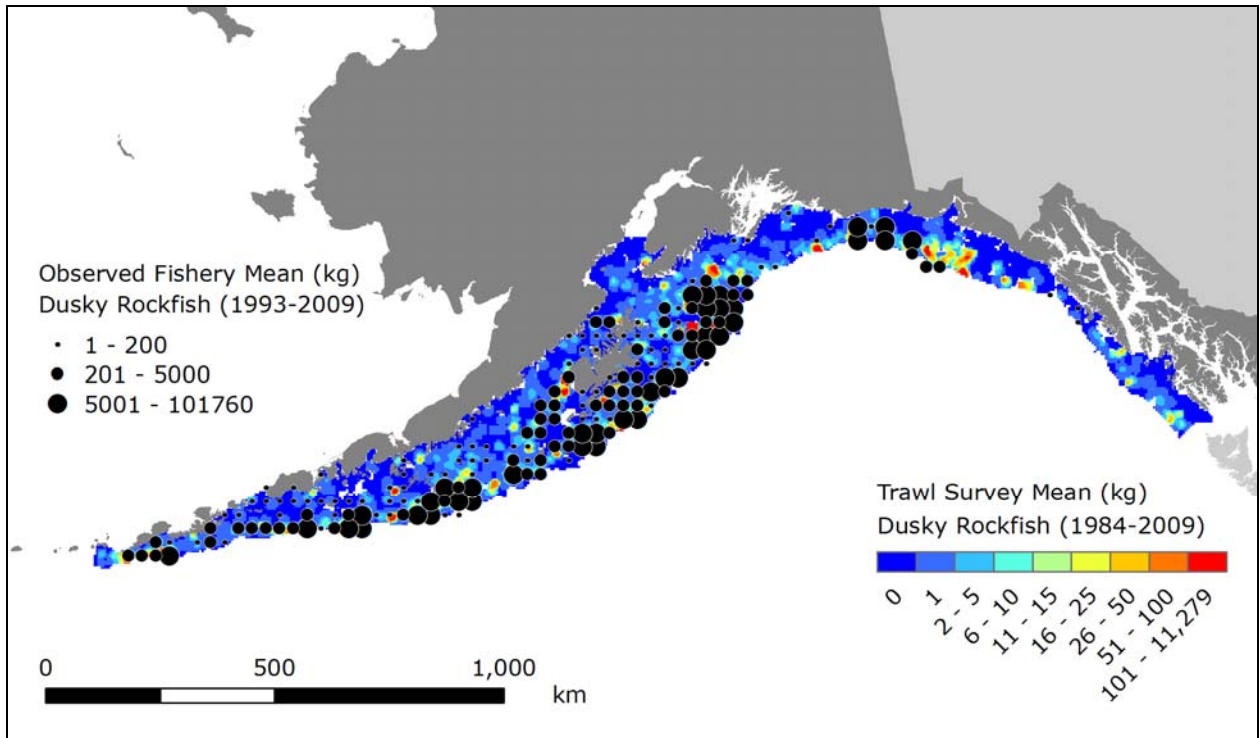 Observed Fishery Mean (kg)
Dusky Rockfish (1993-2009)
1 - 200
201 - 5000
5001 - 101760
Trawl Survey Mean (kg)
Dusky Rockfish (1984-2009)
0
1
2 - 5
6 - 10
11 - 15
16 - 25
26 - 50
51 - 100
101 - 11,279
0 500 1,000
km